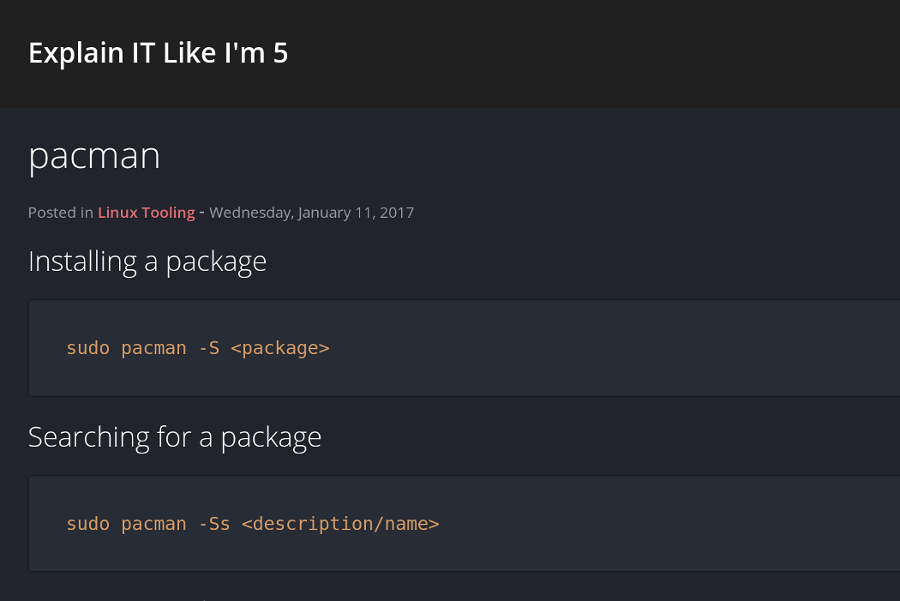 Explain IT Like I'm 5
pacman
Posted in Linux Tooling - Wednesday, January 11, 2017
Installing a package
sudo pacman -S <package>
Searching for a package
sudo pacman -Ss <description/name>